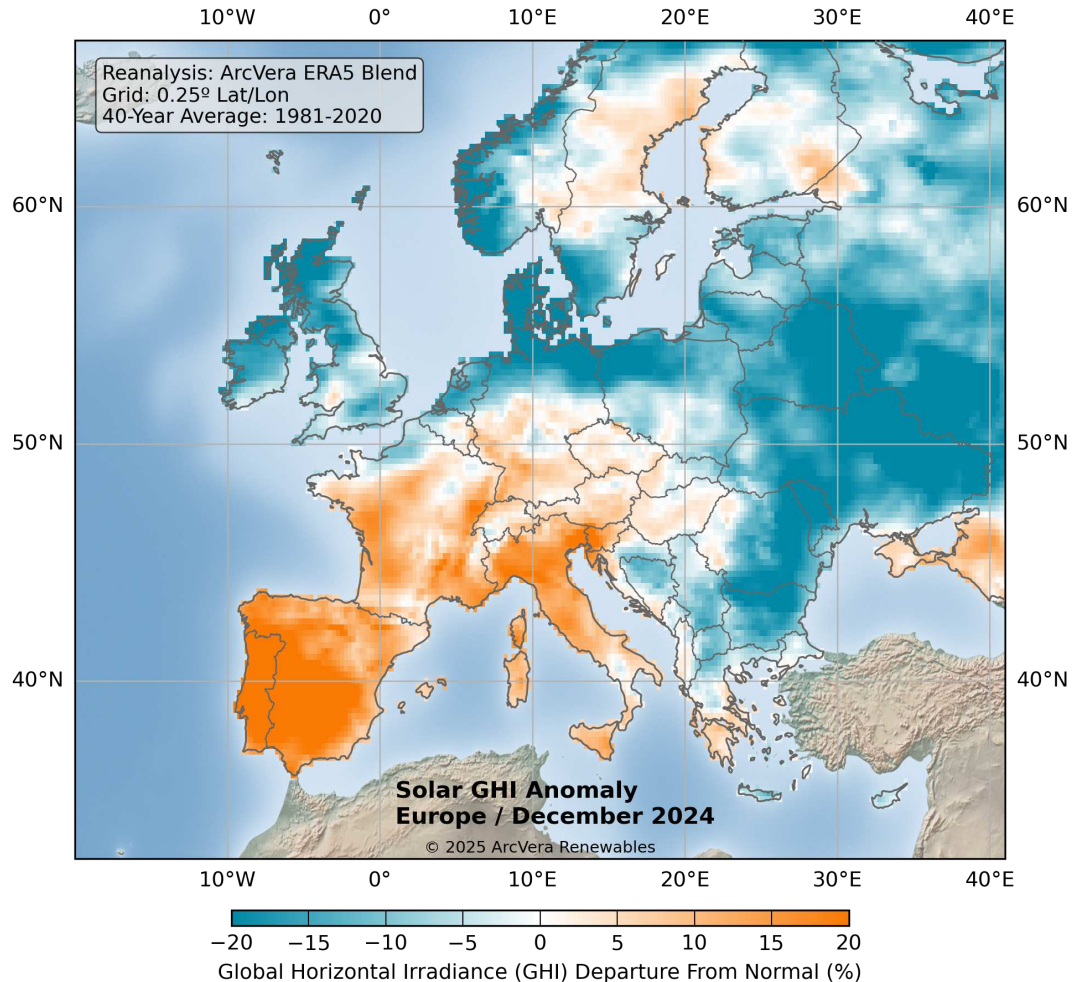 10°W 0° 10°E 20°E 30°E 40°E
Reanalysis: ArcVera ERA5 Blend
Grid: 0.25º Lat/Lon
40-Year Average: 1981-2020
60°N 60°N
50°N 50°N
40°N 40°N
Solar GHI Anomaly
Europe / December 2024
© 2025 ArcVera Renewables
10°W 0° 10°E 20°E 30°E 40°E
−20 −15 −10 −5 0 5 10 15 20
Global Horizontal Irradiance (GHI) Departure From Normal (%)